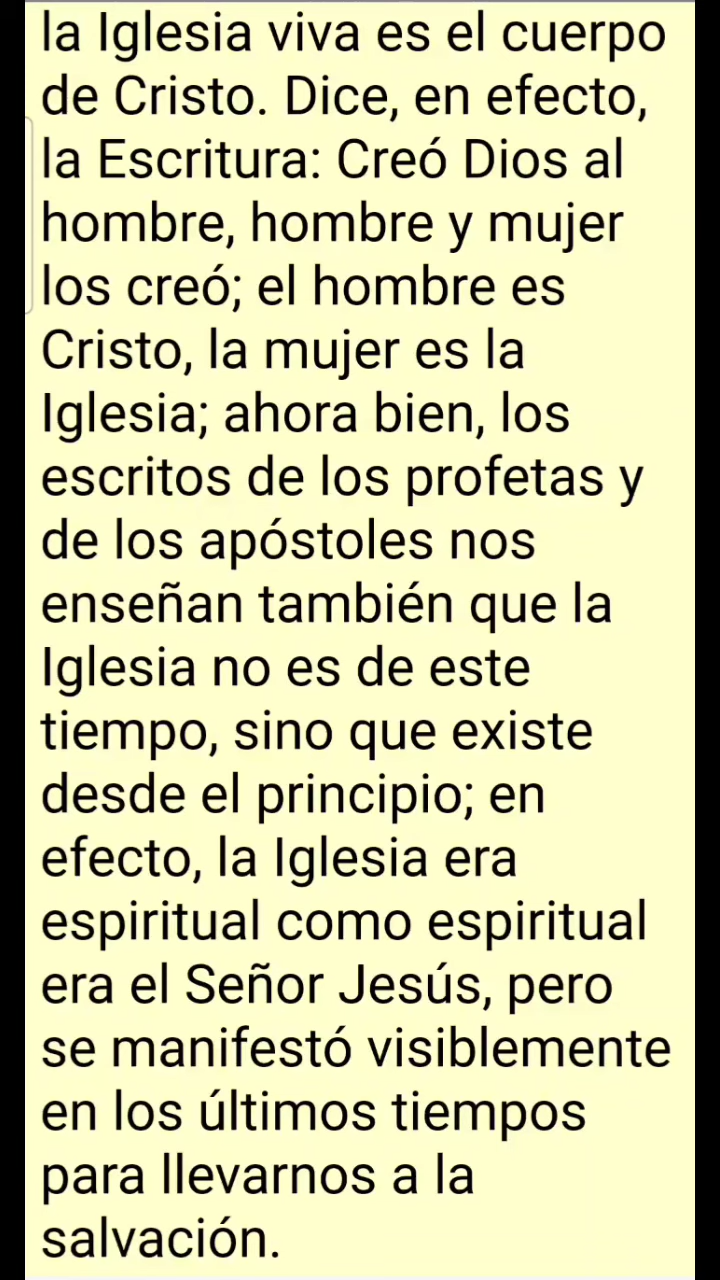 la Iglesia viva es el cuerpo
de Cristo. Dice, en efecto,
la Escritura: Creó Dios al
hombre, hombre y mujer
los creó; el hombre es
Cristo, la mujer es la
Iglesia; ahora bien, los
escritos de los profetas y
de los apóstoles nos
enseñan también que la
Iglesia no es de este
tiempo, sino que existe
desde el principio; en
efecto, la Iglesia era
espiritual como espiritual
era el Señor Jesús, pero
se manifestó visiblemente
en los últimos tiempos
para llevarnos a la
salvación.